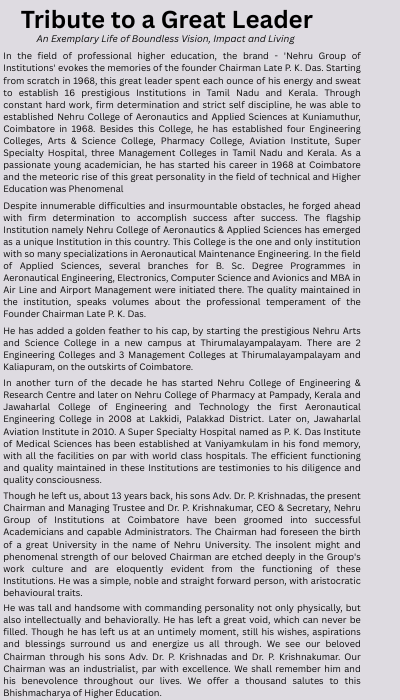 Tribute to a Great Leader
An Exemplary Life of Boundless Vision, Impact and Living
In the field of professional higher education, the brand - 'Nehru Group of
Institutions' evokes the memories of the founder Chairman Late P. K. Das. Starting
from scratch in 1968, this great leader spent each ounce of his energy and sweat
to establish 16 prestigious Institutions in Tamil Nadu and Kerala. Through
constant hard work, firm determination and strict self discipline, he was able to
established Nehru College of Aeronautics and Applied Sciences at Kuniamuthur,
Coimbatore in 1968. Besides this College, he has established four Engineering
Colleges, Arts & Science College, Pharmacy College, Aviation Institute, Super
Specialty Hospital, three Management Colleges in Tamil Nadu and Kerala. As a
passionate young academician, he has started his career in 1968 at Coimbatore
and the meteoric rise of this great personality in the field of technical and Higher
Education was Phenomenal
Despite innumerable difficulties and insurmountable obstacles, he forged ahead
with firm determination to accomplish success after success. The flagship
Institution namely Nehru College of Aeronautics & Applied Sciences has emerged
as a unique Institution in this country. This College is the one and only institution
with so many specializations in Aeronautical Maintenance Engineering. In the field
of Applied Sciences, several branches for B. Sc. Degree Programmes in
Aeronautical Engineering, Electronics, Computer Science and Avionics and MBA in
Air Line and Airport Management were initiated there. The quality maintained in
the institution, speaks volumes about the professional temperament of the
Founder Chairman Late P. K. Das.
He has added a golden feather to his cap, by starting the prestigious Nehru Arts
and Science College in a new campus at Thirumalayampalayam. There are 2
Engineering Colleges and 3 Management Colleges at Thirumalayampalayam and
Kaliapuram, on the outskirts of Coimbatore.
In another turn of the decade he has started Nehru College of Engineering &
Research Centre and later on Nehru College of Pharmacy at Pampady, Kerala and
Jawaharlal College of Engineering and Technology the first Aeronautical
Engineering College in 2008 at Lakkidi, Palakkad District. Later on, Jawaharlal
Aviation Institute in 2010. A Super Specialty Hospital named as P. K. Das Institute
of Medical Sciences has been established at Vaniyamkulam in his fond memory,
with all the facilities on par with world class hospitals. The efficient functioning
and quality maintained in these Institutions are testimonies to his diligence and
quality consciousness.
Though he left us, about 13 years back, his sons Adv. Dr. P. Krishnadas, the present
Chairman and Managing Trustee and Dr. P. Krishnakumar, CEO & Secretary, Nehru
Group of Institutions at Coimbatore have been groomed into successful
Academicians and capable Administrators. The Chairman had foreseen the birth
of a great University in the name of Nehru University. The insolent might and
phenomenal strength of our beloved Chairman are etched deeply in the Group's
work culture and are eloquently evident from the functioning of these
Institutions. He was a simple, noble and straight forward person, with aristocratic
behavioural traits.
He was tall and handsome with commanding personality not only physically, but
also intellectually and behaviorally. He has left a great void, which can never be
filled. Though he has left us at an untimely moment, still his wishes, aspirations
and blessings surround us and energize us all through. We see our beloved
Chairman through his sons Adv. Dr. P. Krishnadas and Dr. P. Krishnakumar. Our
Chairman was an industrialist, par with excellence. We shall remember him and
his benevolence throughout our lives. We offer a thousand salutes to this
Bhishmacharya of Higher Education.